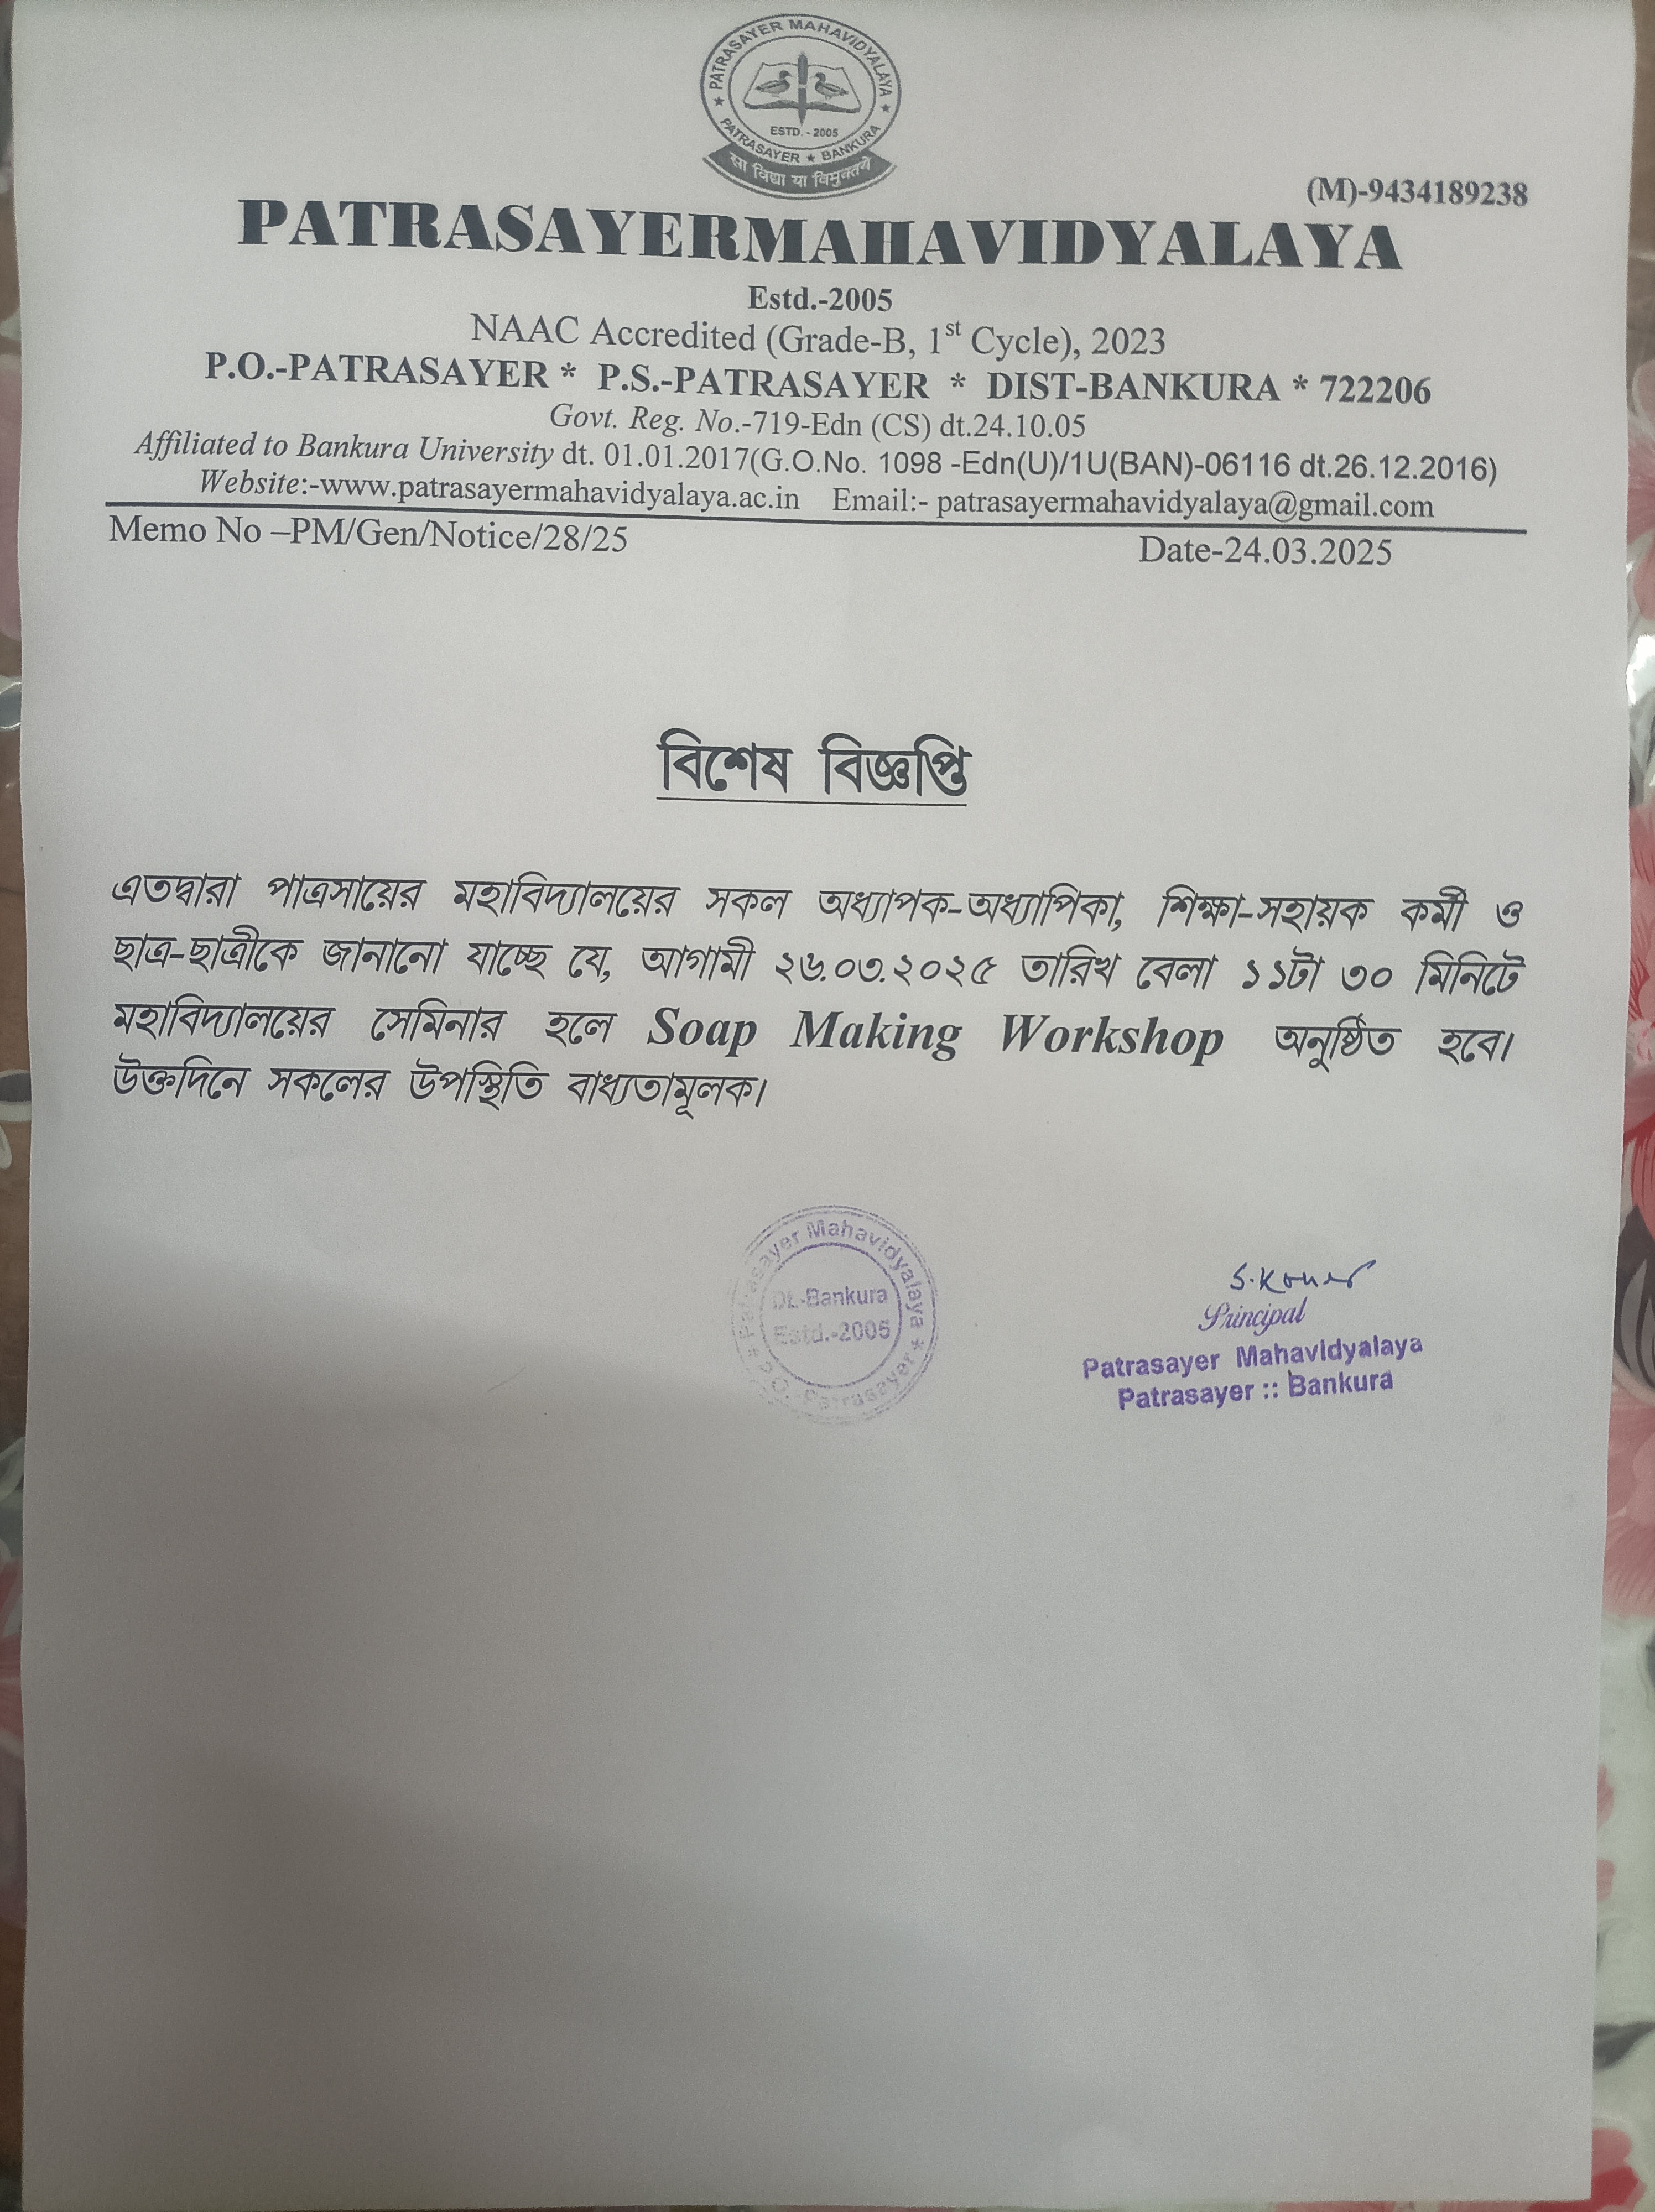 PATRASAYER MAHAVIDYALAYA
ESTD. - 2005
PATRASAYER ★ BANKURA
सा विद्या या विमुक्तये
(M)-9434189238
PATRASAYERMAHAVIDYALAYA
Estd.-2005
NAAC Accredited (Grade-B, 1st Cycle), 2023
P.O.-PATRASAYER * P.S.-PATRASAYER * DIST-BANKURA * 722206
Govt. Reg. No.-719-Edn (CS) dt.24.10.05
Affiliated to Bankura University dt. 01.01.2017(G.O.No. 1098 -Edn(U)/1U(BAN)-06116 dt.26.12.2016)
Website:-www.patrasayermahavidyalaya.ac.in Email:- patrasayermahavidyalaya@gmail.com
Memo No –PM/Gen/Notice/28/25 Date-24.03.2025
বিশেষ বিজ্ঞপ্তি
এতদ্বারা পাত্রসায়ের মহাবিদ্যালয়ের সকল অধ্যাপক-অধ্যাপিকা, শিক্ষা-সহায়ক কর্মী ও
ছাত্র-ছাত্রীকে জানানো যাচ্ছে যে, আগামী ২৬.০৩.২০২৫ তারিখ বেলা ১১টা ৩০ মিনিটে
মহাবিদ্যালয়ের সেমিনার হলে Soap Making Workshop অনুষ্ঠিত হবে।
উক্তদিনে সকলের উপস্থিতি বাধ্যতামূলক।
Patrasayer Mahavidyalaya
Dt.-Bankura
Estd.-2005
P.O.-Patrasayer
S. Koner
Principal
Patrasayer Mahavidyalaya
Patrasayer :: Bankura